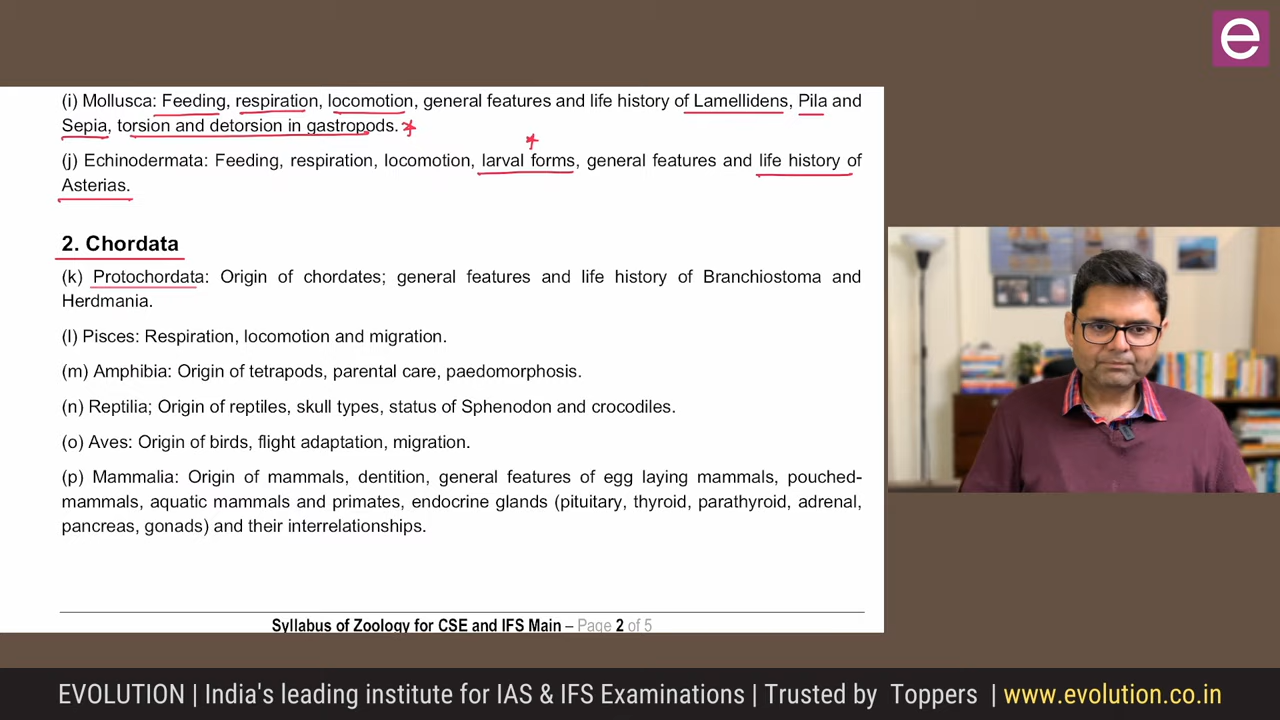 e
(i) Mollusca: Feeding, respiration, locomotion, general features and life history of Lamellidens, Pila and
Sepia, torsion and detorsion in gastropods.
(j) Echinodermata: Feeding, respiration, locomotion, larval forms, general features and life history of
Asterias.
2. Chordata
(k) Protochordata: Origin of chordates; general features and life history of Branchiostoma and
Herdmania.
(l) Pisces: Respiration, locomotion and migration.
(m) Amphibia: Origin of tetrapods, parental care, paedomorphosis.
(n) Reptilia; Origin of reptiles, skull types, status of Sphenodon and crocodiles.
(o) Aves: Origin of birds, flight adaptation, migration.
(p) Mammalia: Origin of mammals, dentition, general features of egg laying mammals, pouched-
mammals, aquatic mammals and primates, endocrine glands (pituitary, thyroid, parathyroid, adrenal,
pancreas, gonads) and their interrelationships.
Syllabus of Zoology for CSE and IFS Main – Page 2 of 5
EVOLUTION | India's leading institute for IAS & IFS Examinations | Trusted by Toppers | www.evolution.co.in